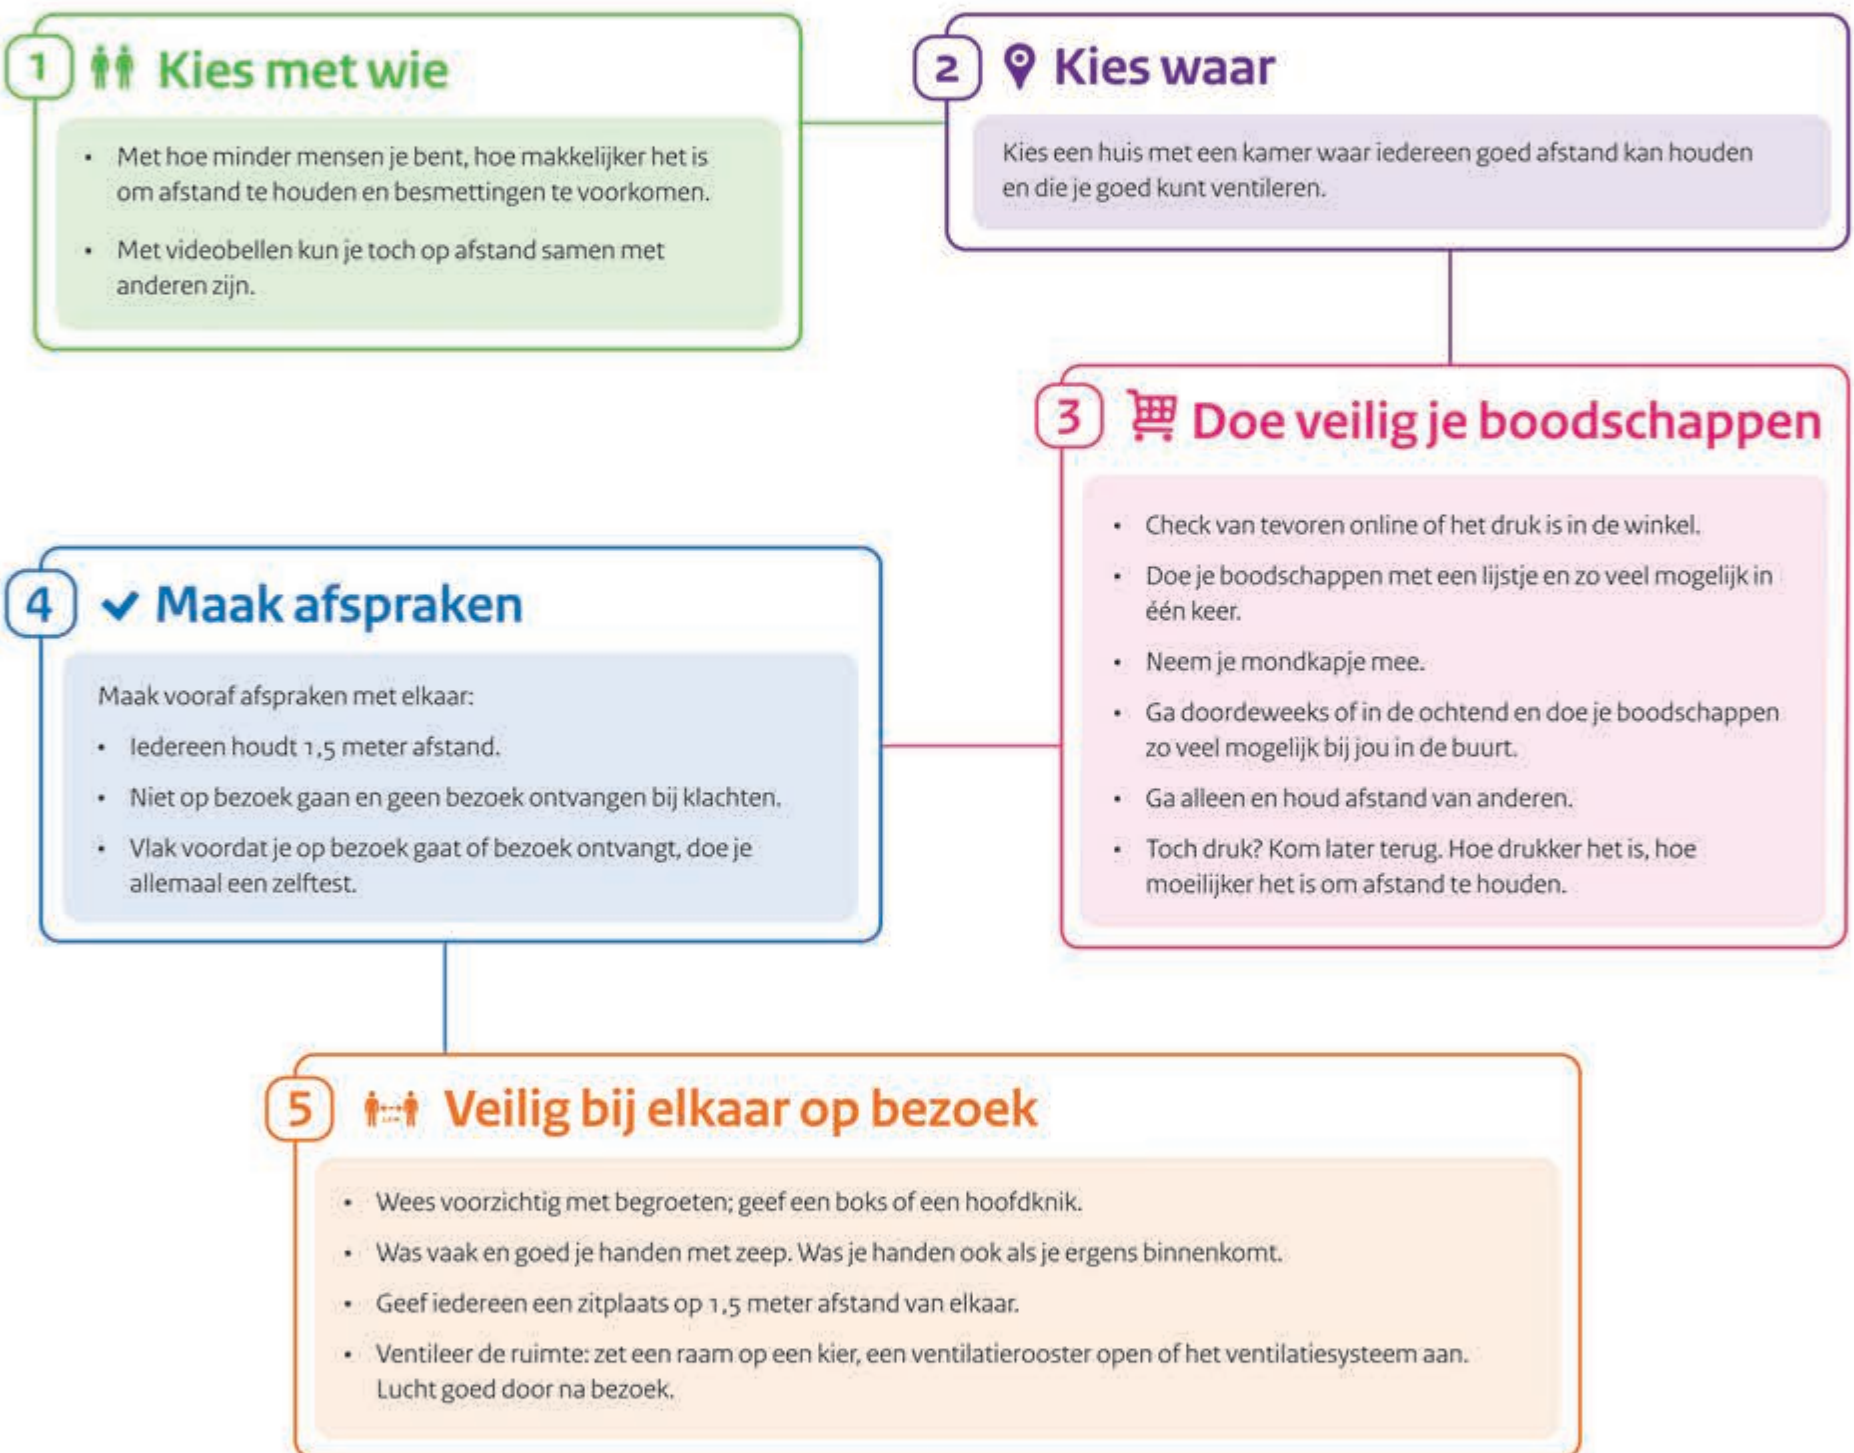 1 Kies met wie
• Met hoe minder mensen je bent, hoe makkelijker het is
om afstand te houden en besmettingen te voorkomen.
• Met videobellen kun je toch op afstand samen met
anderen zijn.
2 Kies waar
Kies een huis met een kamer waar iedereen goed afstand kan houden
en die je goed kunt ventileren.
3 Doe veilig je boodschappen
• Check van tevoren online of het druk is in de winkel.
• Doe je boodschappen met een lijstje en zo veel mogelijk in
één keer.
• Neem je mondkapje mee.
• Ga doordeweeks of in de ochtend en doe je boodschappen
zo veel mogelijk bij jou in de buurt.
• Ga alleen en houd afstand van anderen.
• Toch druk? Kom later terug. Hoe drukker het is, hoe
moeilijker het is om afstand te houden.
4 Maak afspraken
Maak vooraf afspraken met elkaar:
• Iedereen houdt 1,5 meter afstand.
• Niet op bezoek gaan en geen bezoek ontvangen bij klachten.
• Vlak voordat je op bezoek gaat of bezoek ontvangt, doe je
allemaal een zelftest.
5 Veilig bij elkaar op bezoek
• Wees voorzichtig met begroeten; geef een boks of een hoofdknik.
• Was vaak en goed je handen met zeep. Was je handen ook als je ergens binnenkomt.
• Geef iedereen een zitplaats op 1,5 meter afstand van elkaar.
• Ventileer de ruimte: zet een raam op een kier, een ventilatierooster open of het ventilatiesysteem aan.
Lucht goed door na bezoek.